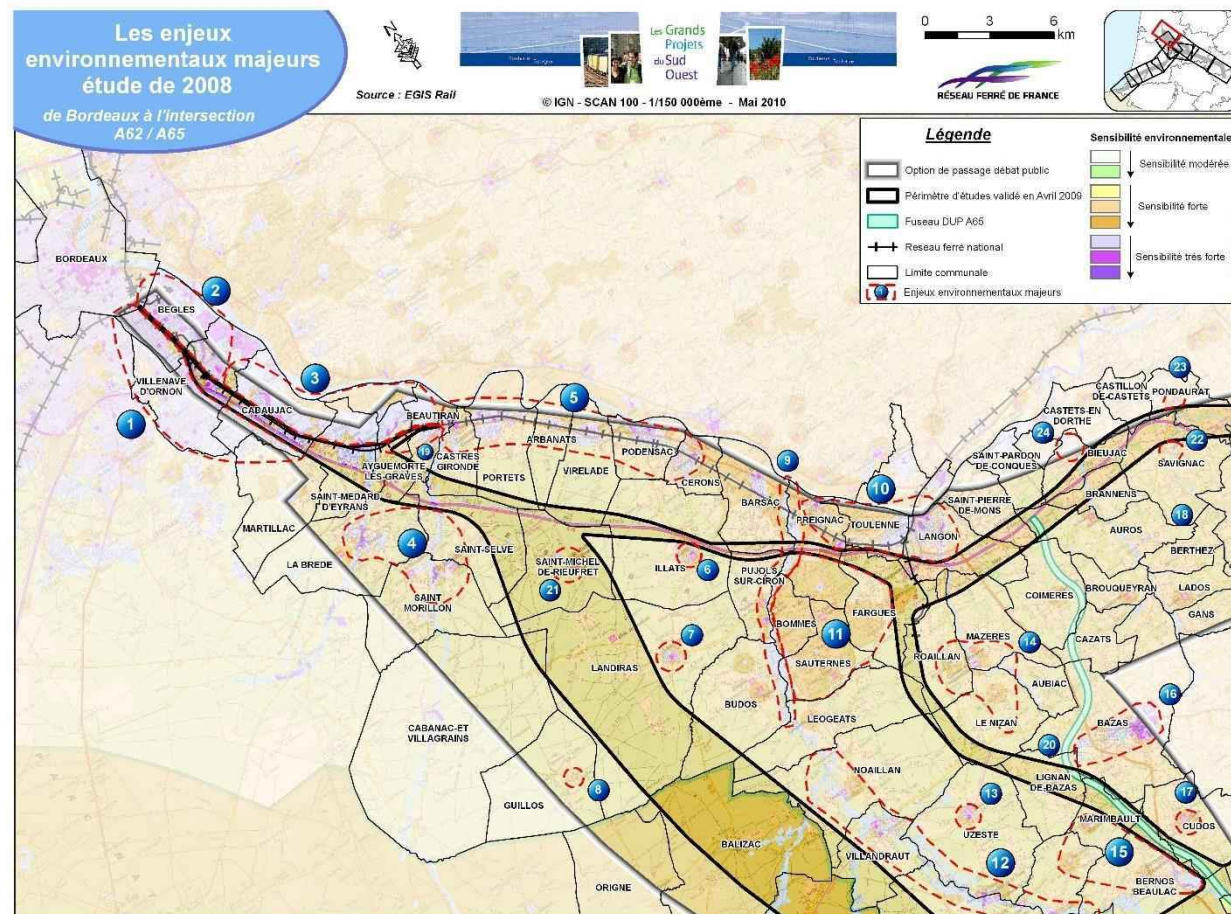 Les enjeux
environnementaux majeurs
étude de 2008
de Bordeaux à l'intersection
A62 / A65
N
Source : EGIS Rail
Les Grands
Projets
du Sud
Ouest
© IGN - SCAN 100 - 1/150 000ème - Mai 2010
0 3 6
km
RÉSEAU FERRÉ DE FRANCE
Légende
Option de passage débat public
Périmètre d'études validé en Avril 2009
Fuseau DUP A65
Reseau ferré national
Limite communale
Enjeux environnementaux majeurs
Sensibilité environnementale
Sensibilité modérée
Sensibilité forte
Sensibilité trés forte
BORDEAUX
2
BEGLES
23
CASTILLON
DE-CASTETS
PONDAURAT
3
5
VILLENAVE
D'ORNON
CADAUJAC
BEAUTIRAN
CASTETS-EN
DORTHE
1
24
22
19
CASTRES
GIRONDE
ARBANATS
PODENSAC
9
SAINT-PARDON
DE-CONQUES
BIEUJAC
SAVIGNAC
AYGUEMORTE
LES-GRAVES
PORTETS
VIRELADE
CERONS
10
SAINT-MEDARD
D'EYRANS
BARSAC
PREIGNAC
TOULENNE
SAINT-PIERRE
DE-MONS
BRANNENS
18
MARTILLAC
4
LANGON
AUROS
LA BREDE
SAINT-SELVE
SAINT-MICHEL
DE-RIEUFRET
ILLATS
6
PUJOLS
SUR-CIRON
BERTHEZ
21
SAINT
MORILLON
COIMERES
BROUQUEYRAN
LADOS
FARGUES
GANS
BOMMES
7
11
MAZERES
14
CAZATS
LANDIRAS
SAUTERNES
ROAILLAN
AUBIAC
BUDOS
16
LEOGEATS
LE NIZAN
BAZAS
CABANAC-ET
VILLAGRAINS
20
NOAILLAN
8
GUILLOS
13
LIGNAN
DE-BAZAS
17
MARIMBAULT
CUDOS
UZESTE
BALIZAC
VILLANDRAUT
12
15
ORIGNE
BERNOS
BEAULAC